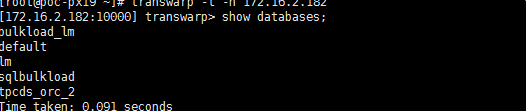 [root@poc-px19 ~]# transwarp -t -h 172.16.2.182
[172.16.2.182:10000] transwarp> show databases;
bulkload_lm
default
lm
sqlbulkload
tpcds_orc_2
Time taken: 0.091 seconds